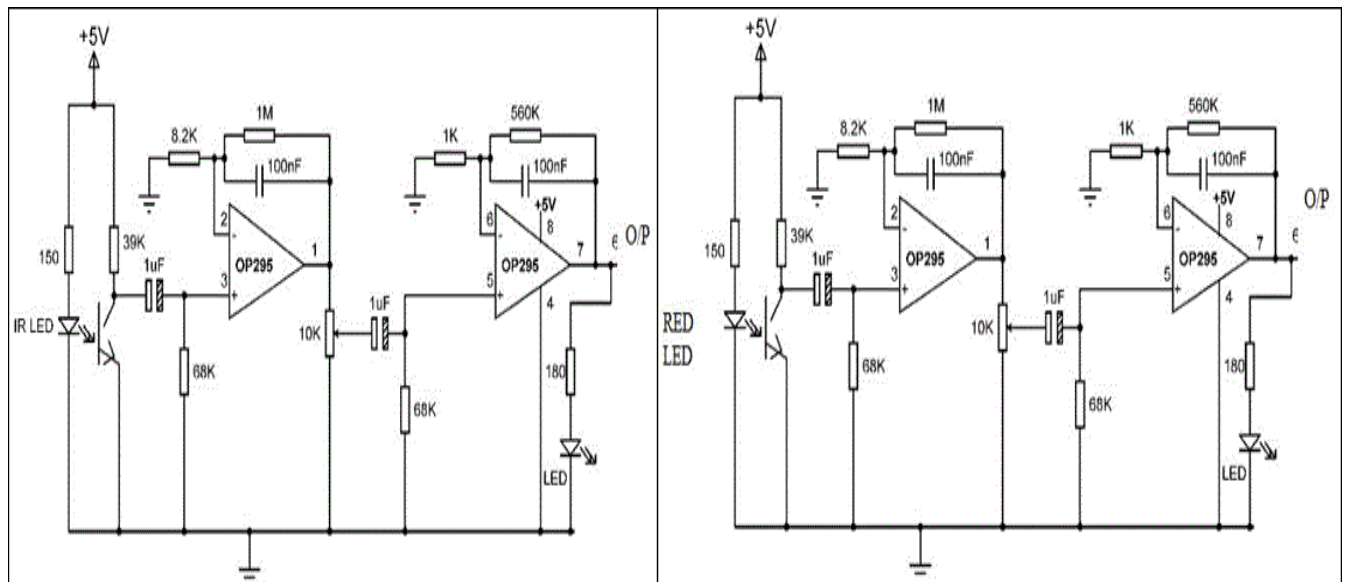 +5V
1M
8.2K
100nF
2
-
39K
150
1uF
OP295
1
3
+
IR LED
10K
68K
1uF
68K
560K
1K
100nF
+5V
6
8
-
O/P
7
6
OP295
5
+
4
180
LED
+5V
1M
8.2K
100nF
2
-
39K
150
1uF
OP295
1
3
+
RED
LED
10K
68K
1uF
68K
560K
1K
100nF
+5V
6
8
-
O/P
7
6
OP295
5
+
4
180
LED